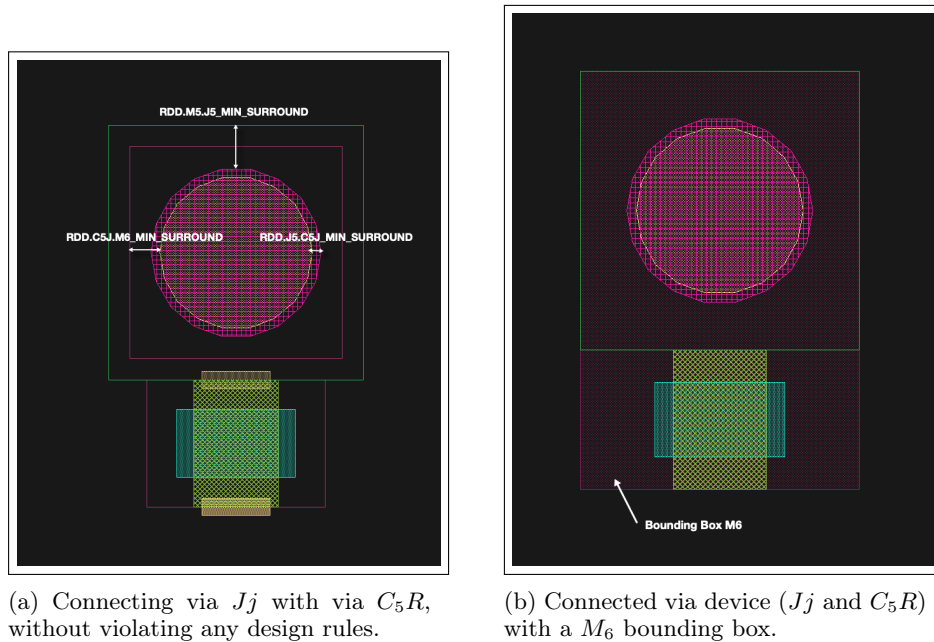 RDD.M5.J5_MIN_SURROUND
RDD.C5J.M6_MIN_SURROUND
RDD.J5.C5J_MIN_SURROUND
Bounding Box M6
(a) Connecting via Jj with via C₅R,
without violating any design rules.
(b) Connected via device (Jj and C₅R)
with a M₆ bounding box.